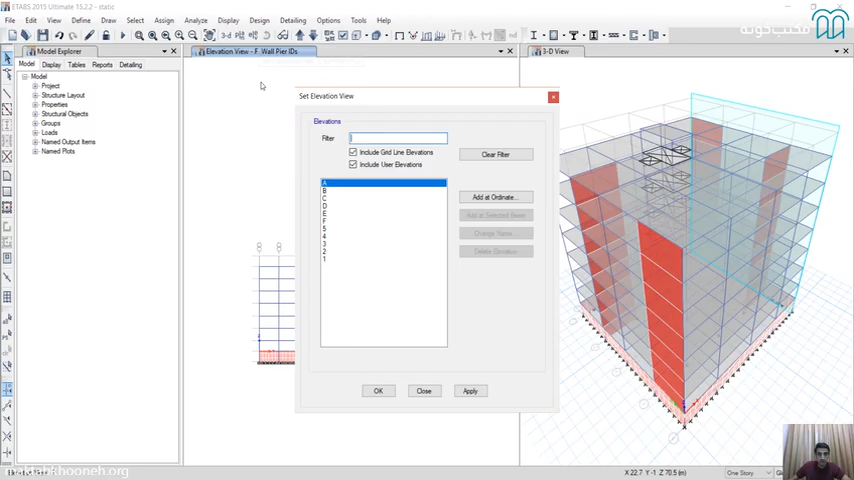 ETABS 2015 Ultimate 15.2.2 - static
File Edit View Define Draw Select Assign Analyze Display Design Detailing Options Tools Help
مکتب‌خونه
Model Explorer
Elevation View - F. Wall Pier IDs
3-D View
Model Display Tables Reports Detailing
Model
Project
Structure Layout
Properties
Structural Objects
Groups
Loads
Named Output Items
Named Plots
Set Elevation View
Elevations
Filter
Include Grid Line Elevations
Include User Elevations
Clear Filter
A
B
C
D
E
F
5
4
3
2
1
Add at Ordinate...
Add at Selected Bevel
Change Name...
Delete Elevation
OK Close Apply
maktabkhooneh.org
X 22.7 Y -1 Z 70.5 (m)
One Story